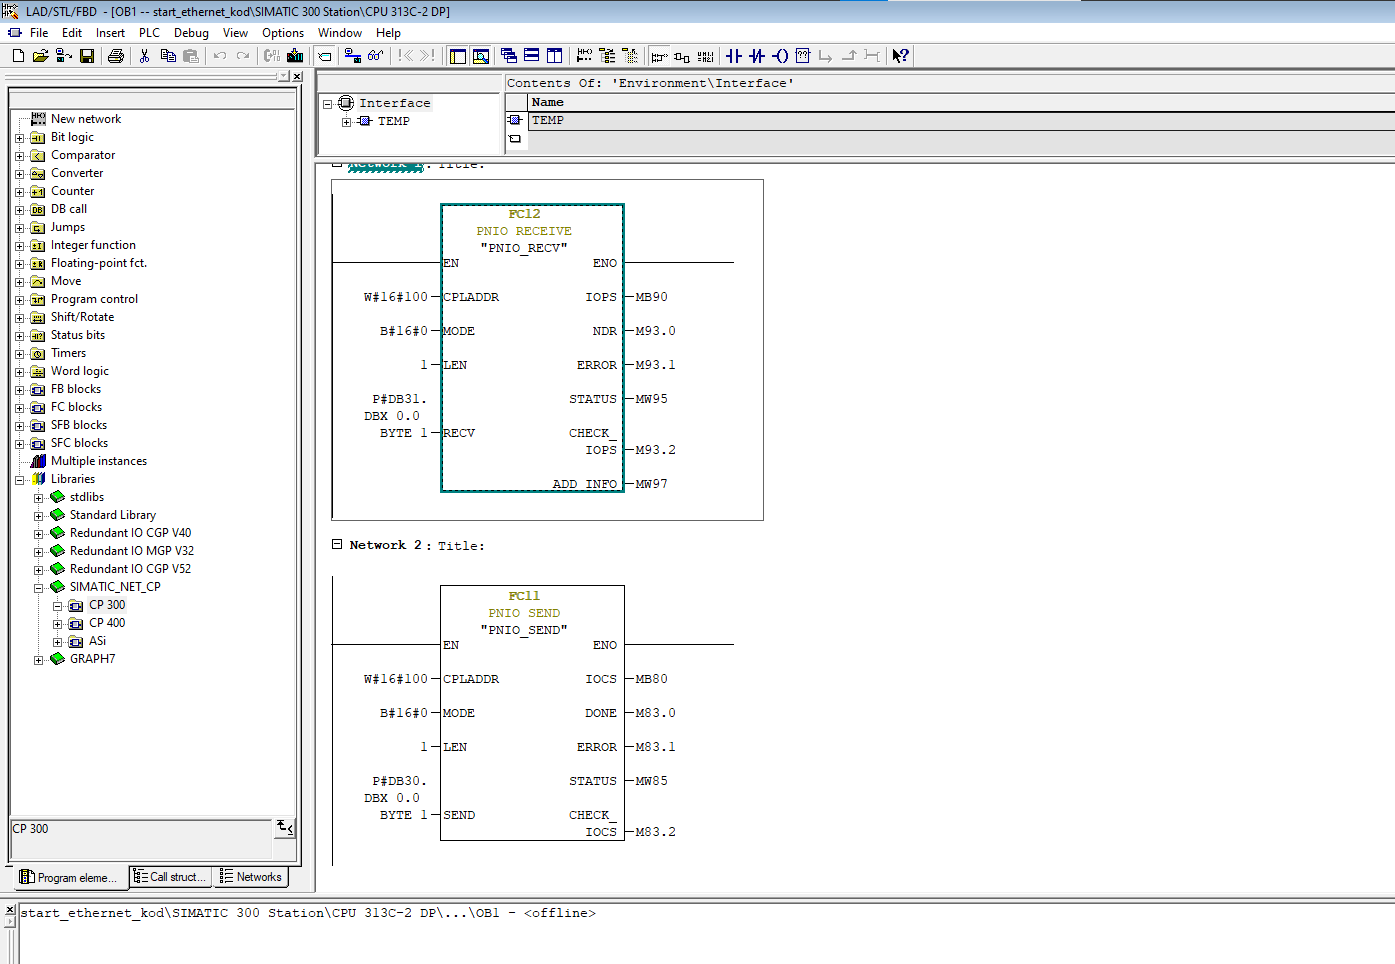 LAD/STL/FBD - [OB1 -- start_ethernet_kod\SIMATIC 300 Station\CPU 313C-2 DP]
File Edit Insert PLC Debug View Options Window Help
New network
Bit logic
Comparator
Converter
Counter
DB call
Jumps
Integer function
Floating-point fct.
Move
Program control
Shift/Rotate
Status bits
Timers
Word logic
FB blocks
FC blocks
SFB blocks
SFC blocks
Multiple instances
Libraries
stdlibs
Standard Library
Redundant IO CGP V40
Redundant IO MGP V32
Redundant IO CGP V52
SIMATIC_NET_CP
CP 300
CP 400
ASi
GRAPH7
CP 300
Program eleme... Call struct... Networks
Interface
TEMP
Contents Of: 'Environment\Interface'
Name
TEMP
Network 1: Title:
FC12
PNIO RECEIVE
"PNIO_RECV"
EN ENO
W#16#100 CPLADDR IOPS MB90
B#16#0 MODE NDR M93.0
1 LEN ERROR M93.1
P#DB31. STATUS MW95
DBX 0.0
BYTE 1 RECV CHECK_
IOPS M93.2
ADD_INFO MW97
Network 2: Title:
FC11
PNIO SEND
"PNIO_SEND"
EN ENO
W#16#100 CPLADDR IOCS MB80
B#16#0 MODE DONE M83.0
1 LEN ERROR M83.1
P#DB30. STATUS MW85
DBX 0.0
BYTE 1 SEND CHECK_
IOCS M83.2
start_ethernet_kod\SIMATIC 300 Station\CPU 313C-2 DP\...\OB1 - <offline>